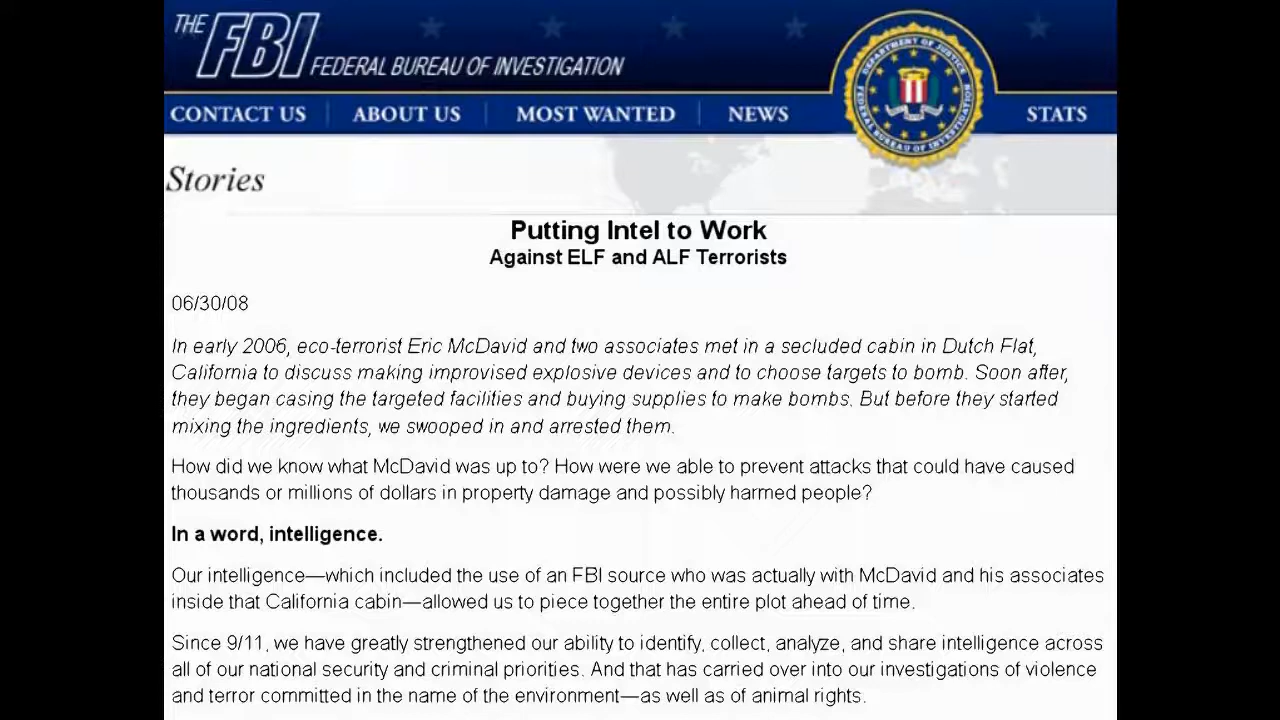 THE FBI FEDERAL BUREAU OF INVESTIGATION
DEPARTMENT OF JUSTICE
FEDERAL BUREAU OF INVESTIGATION
CONTACT US ABOUT US MOST WANTED NEWS STATS
Stories
Putting Intel to Work
Against ELF and ALF Terrorists
06/30/08
In early 2006, eco-terrorist Eric McDavid and two associates met in a secluded cabin in Dutch Flat,
California to discuss making improvised explosive devices and to choose targets to bomb. Soon after,
they began casing the targeted facilities and buying supplies to make bombs. But before they started
mixing the ingredients, we swooped in and arrested them.
How did we know what McDavid was up to? How were we able to prevent attacks that could have caused
thousands or millions of dollars in property damage and possibly harmed people?
In a word, intelligence.
Our intelligence—which included the use of an FBI source who was actually with McDavid and his associates
inside that California cabin—allowed us to piece together the entire plot ahead of time.
Since 9/11, we have greatly strengthened our ability to identify, collect, analyze, and share intelligence across
all of our national security and criminal priorities. And that has carried over into our investigations of violence
and terror committed in the name of the environment—as well as of animal rights.